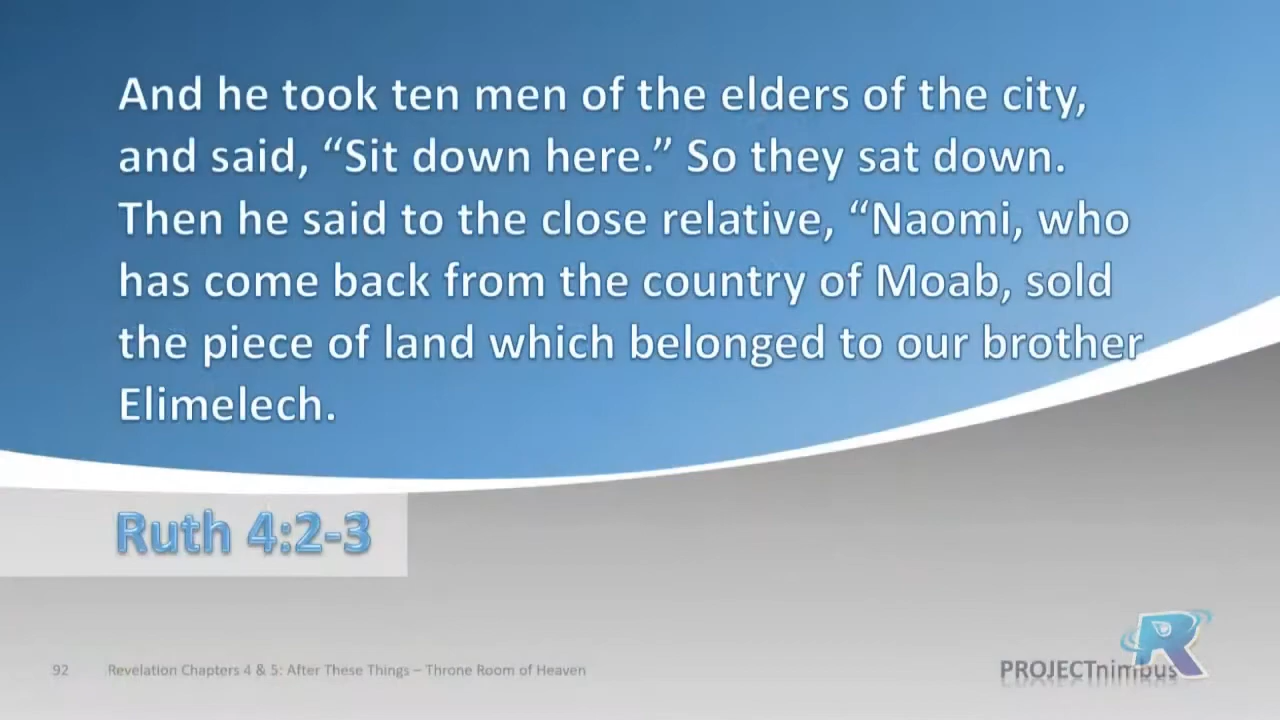 And he took ten men of the elders of the city,
and said, “Sit down here.” So they sat down.
Then he said to the close relative, “Naomi, who
has come back from the country of Moab, sold
the piece of land which belonged to our brother
Elimelech.
Ruth 4:2-3
92 Revelation Chapters 4 & 5: After These Things – Throne Room of Heaven
PROJECTnimbus
R